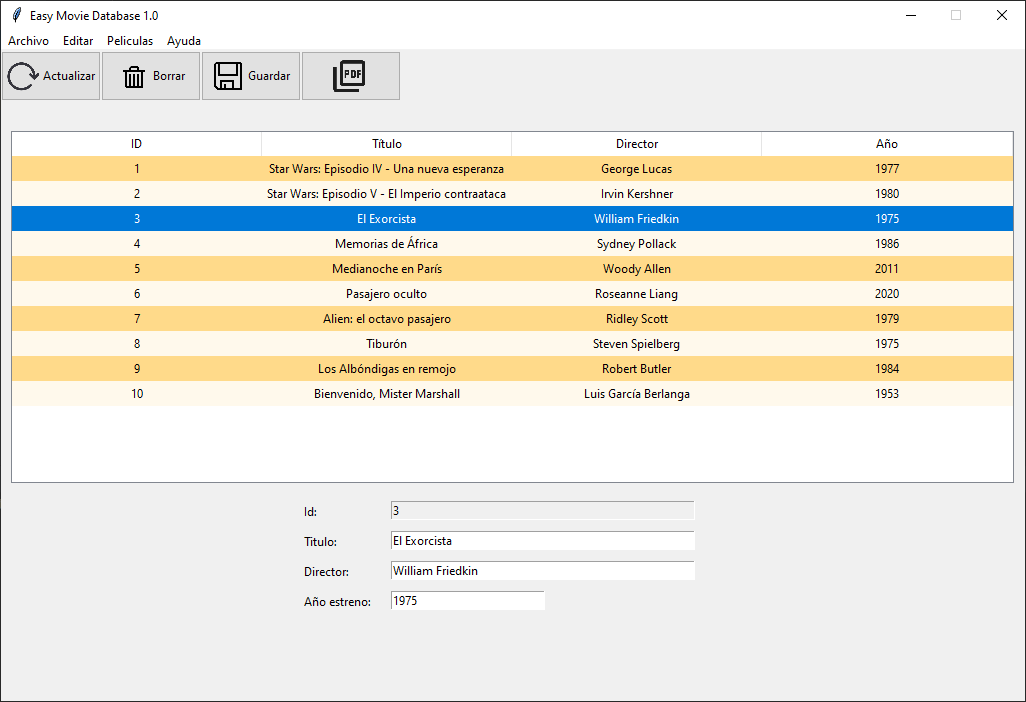 Easy Movie Database 1.0
Archivo Editar Peliculas Ayuda
Actualizar Borrar Guardar PDF
ID Título Director Año
1 Star Wars: Episodio IV - Una nueva esperanza George Lucas 1977
2 Star Wars: Episodio V - El Imperio contraataca Irvin Kershner 1980
3 El Exorcista William Friedkin 1975
4 Memorias de África Sydney Pollack 1986
5 Medianoche en París Woody Allen 2011
6 Pasajero oculto Roseanne Liang 2020
7 Alien: el octavo pasajero Ridley Scott 1979
8 Tiburón Steven Spielberg 1975
9 Los Albóndigas en remojo Robert Butler 1984
10 Bienvenido, Mister Marshall Luis García Berlanga 1953
Id: 3
Titulo: El Exorcista
Director: William Friedkin
Año estreno: 1975